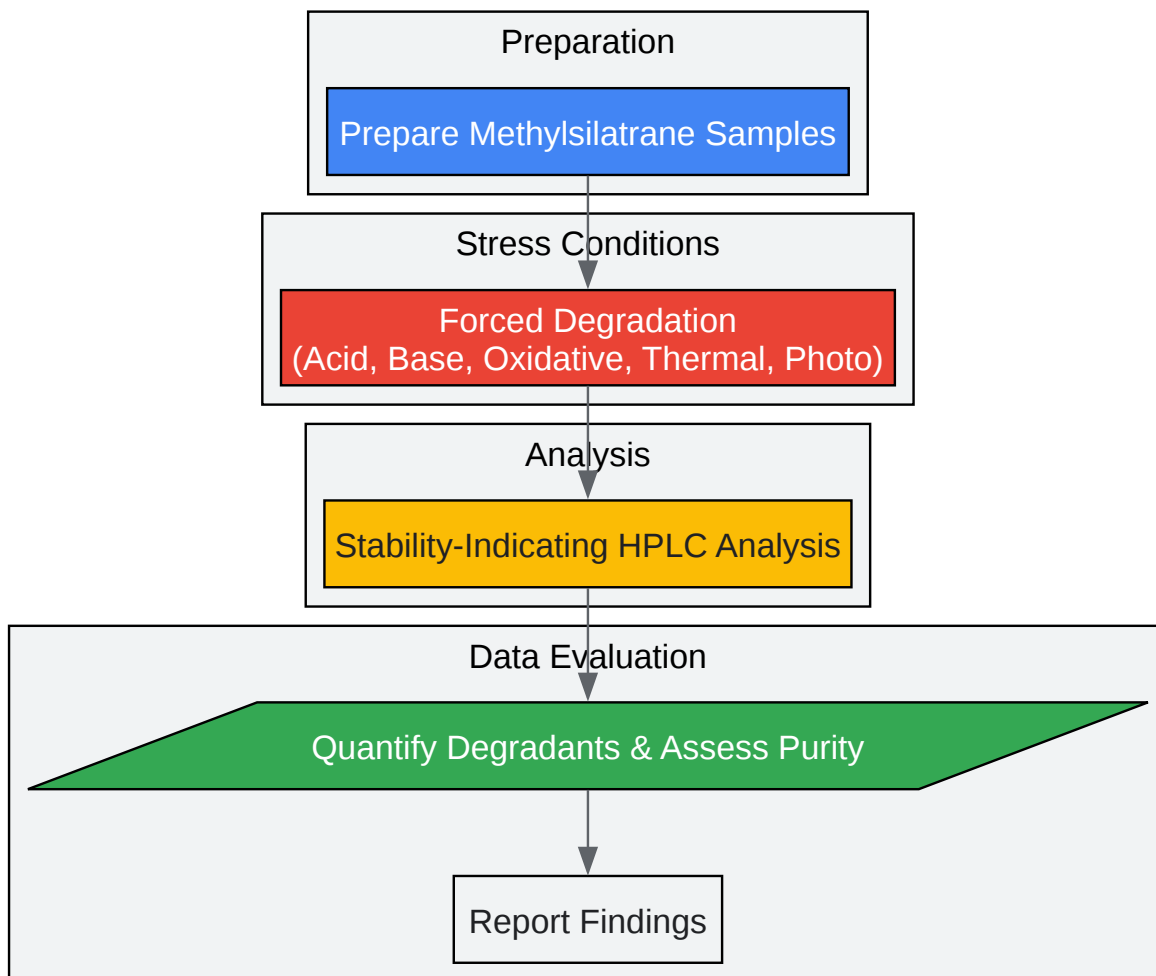 Preparation
Prepare Methylsilatrane Samples
Stress Conditions
Forced Degradation
(Acid, Base, Oxidative, Thermal, Photo)
Analysis
Stability-Indicating HPLC Analysis
Data Evaluation
Quantify Degradants & Assess Purity
Report Findings